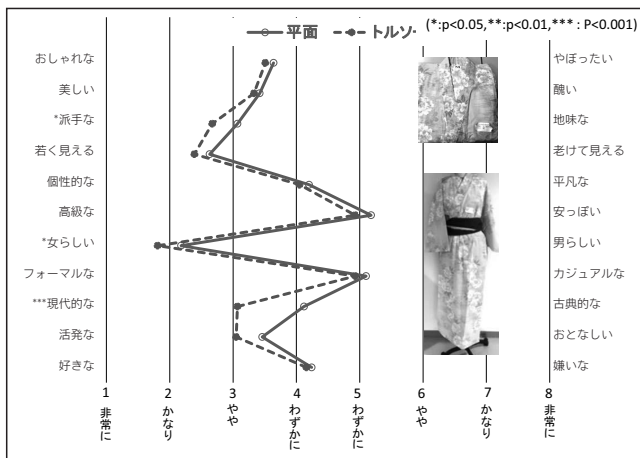 平面 トルソー (*:p<0.05,**:p<0.01,*** : P<0.001)
おしゃれな やぼったい
美しい 醜い
*派手な 地味な
若く見える 老けて見える
個性的な 平凡な
高級な 安っぽい
*女らしい 男らしい
フォーマルな カジュアルな
***現代的な 古典的な
活発な おとなしい
好きな 嫌いな
1 2 3 4 5 6 7 8
非常に かなり やや わずかに わずかに やや かなり 非常に